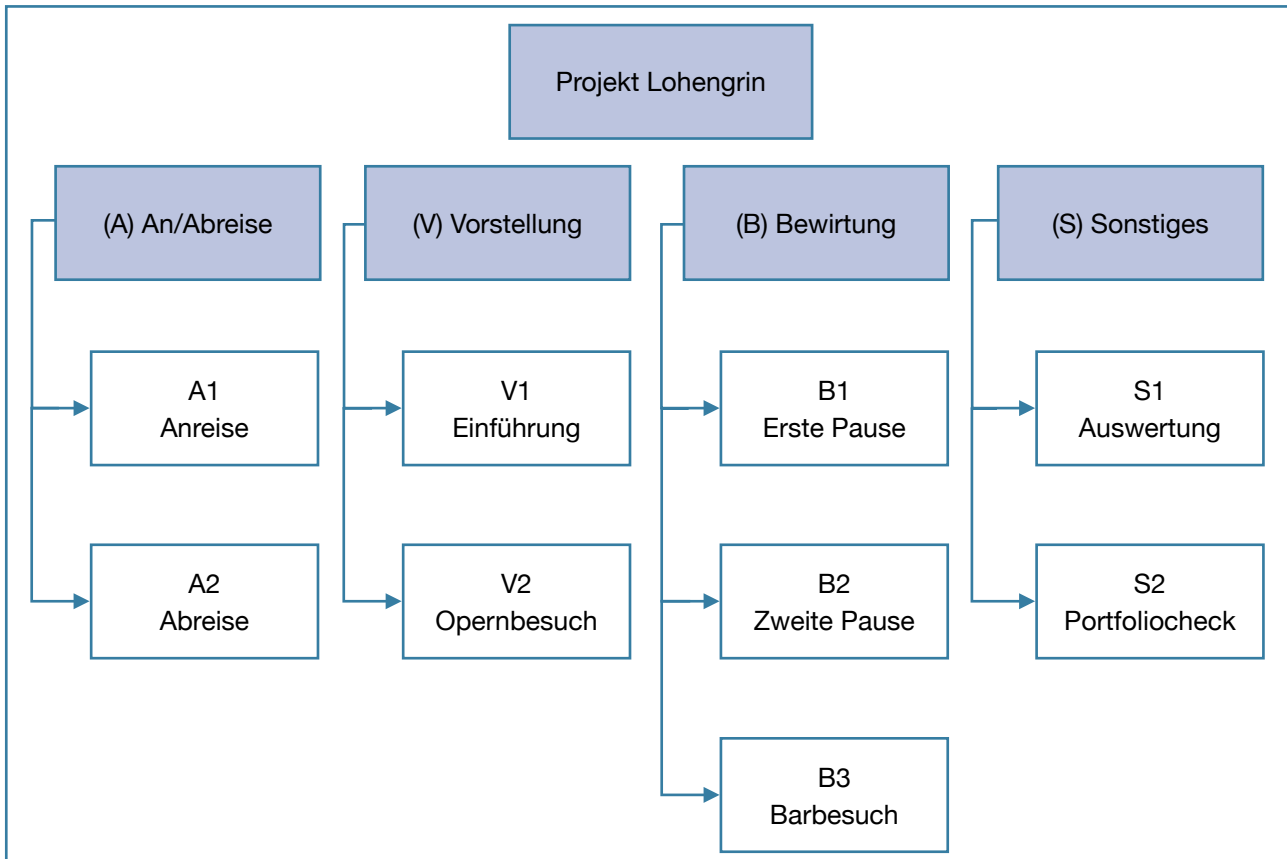 Projekt Lohengrin
(A) An/Abreise
(V) Vorstellung
(B) Bewirtung
(S) Sonstiges
A1
Anreise
V1
Einführung
B1
Erste Pause
S1
Auswertung
A2
Abreise
V2
Opernbesuch
B2
Zweite Pause
S2
Portfoliocheck
B3
Barbesuch